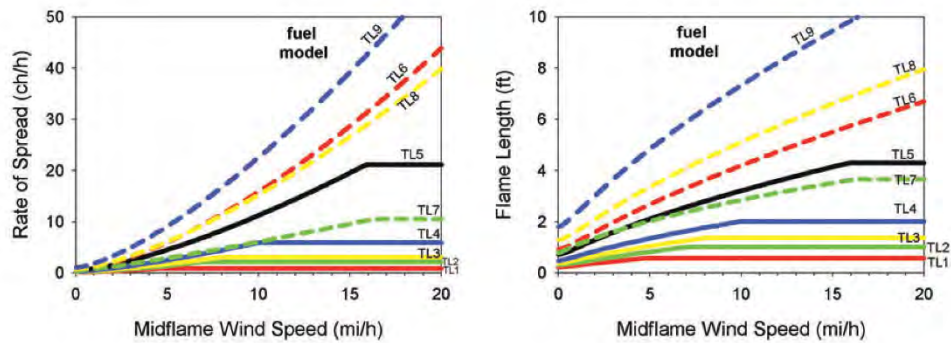 Rate of Spread (ch/h)
50
40
30
20
10
0
fuel
model
TL9
TL6
TL8
TL5
TL7
TL4
TL3
TL2
TL1
0 5 10 15 20
Midflame Wind Speed (mi/h)
Flame Length (ft)
10
8
6
4
2
0
fuel
model
TL9
TL8
TL6
TL5
TL7
TL4
TL3
TL2
TL1
0 5 10 15 20
Midflame Wind Speed (mi/h)